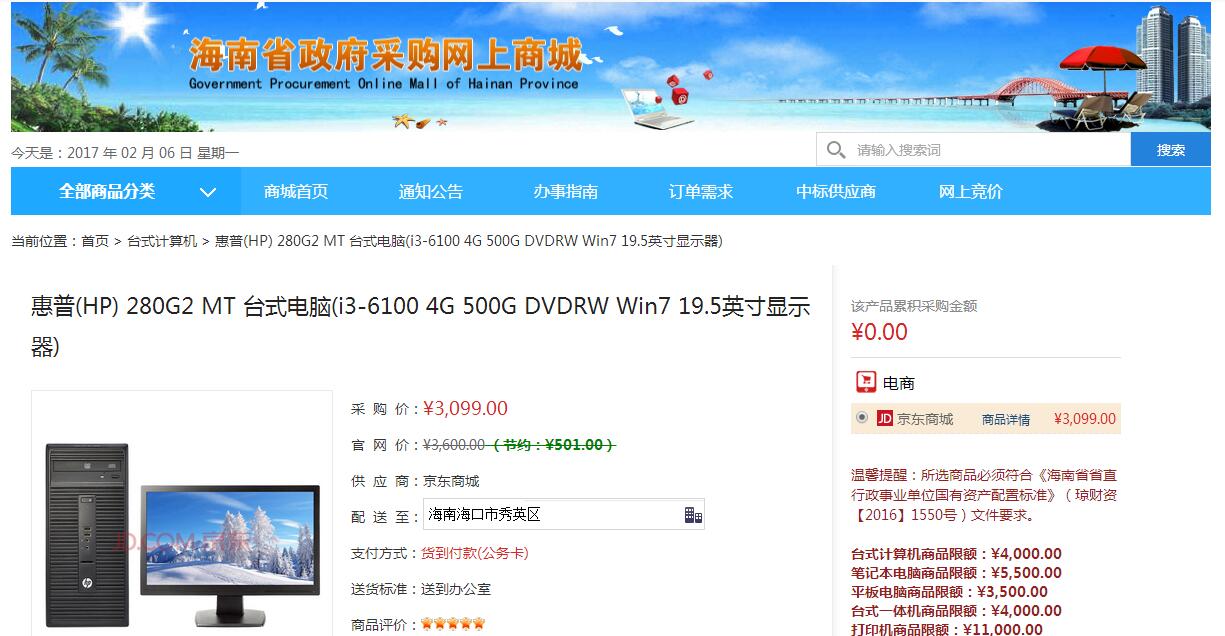 海南省政府采购网上商城
Government Procurement Online Mall of Hainan Province
今天是：2017 年 02 月 06 日 星期一
请输入搜索词
搜索
全部商品分类
商城首页
通知公告
办事指南
订单需求
中标供应商
网上竞价
当前位置：首页 > 台式计算机 > 惠普(HP) 280G2 MT 台式电脑(i3-6100 4G 500G DVDRW Win7 19.5英寸显示器)
惠普(HP) 280G2 MT 台式电脑(i3-6100 4G 500G DVDRW Win7 19.5英寸显示
器)
JD.COM 京东
hp
采 购 价：¥3,099.00
官 网 价：¥3,600.00（ 节约：¥501.00 ）
供 应 商：京东商城
配 送 至：海南海口市秀英区
支付方式：货到付款(公务卡)
送货标准：送到办公室
商品评价：
该产品累积采购金额
¥0.00
电商
JD 京东商城 商品详情 ¥3,099.00
温馨提醒：所选商品必须符合《海南省省直
行政事业单位国有资产配置标准》（ 琼财资
【2016】1550号）文件要求。
台式计算机商品限额：¥4,000.00
笔记本电脑商品限额：¥5,500.00
平板电脑商品限额：¥3,500.00
台式一体机商品限额：¥4,000.00
打印机商品限额：¥11,000.00